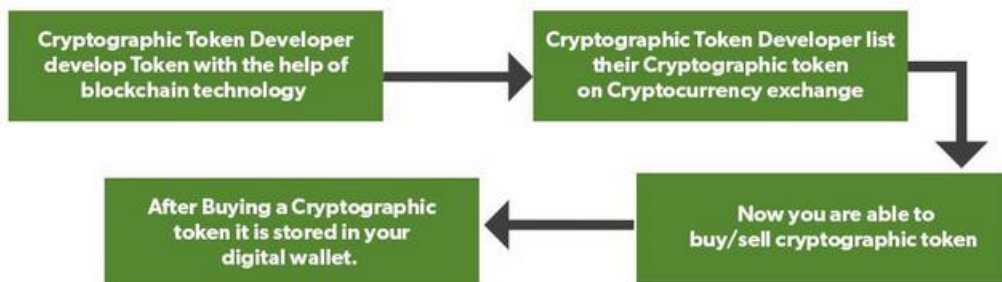 Cryptographic Token Developer
develop Token with the help of
blockchain technology
Cryptographic Token Developer list
their Cryptographic token
on Cryptocurrency exchange
Now you are able to
buy/sell cryptographic token
After Buying a Cryptographic
token it is stored in your
digital wallet.